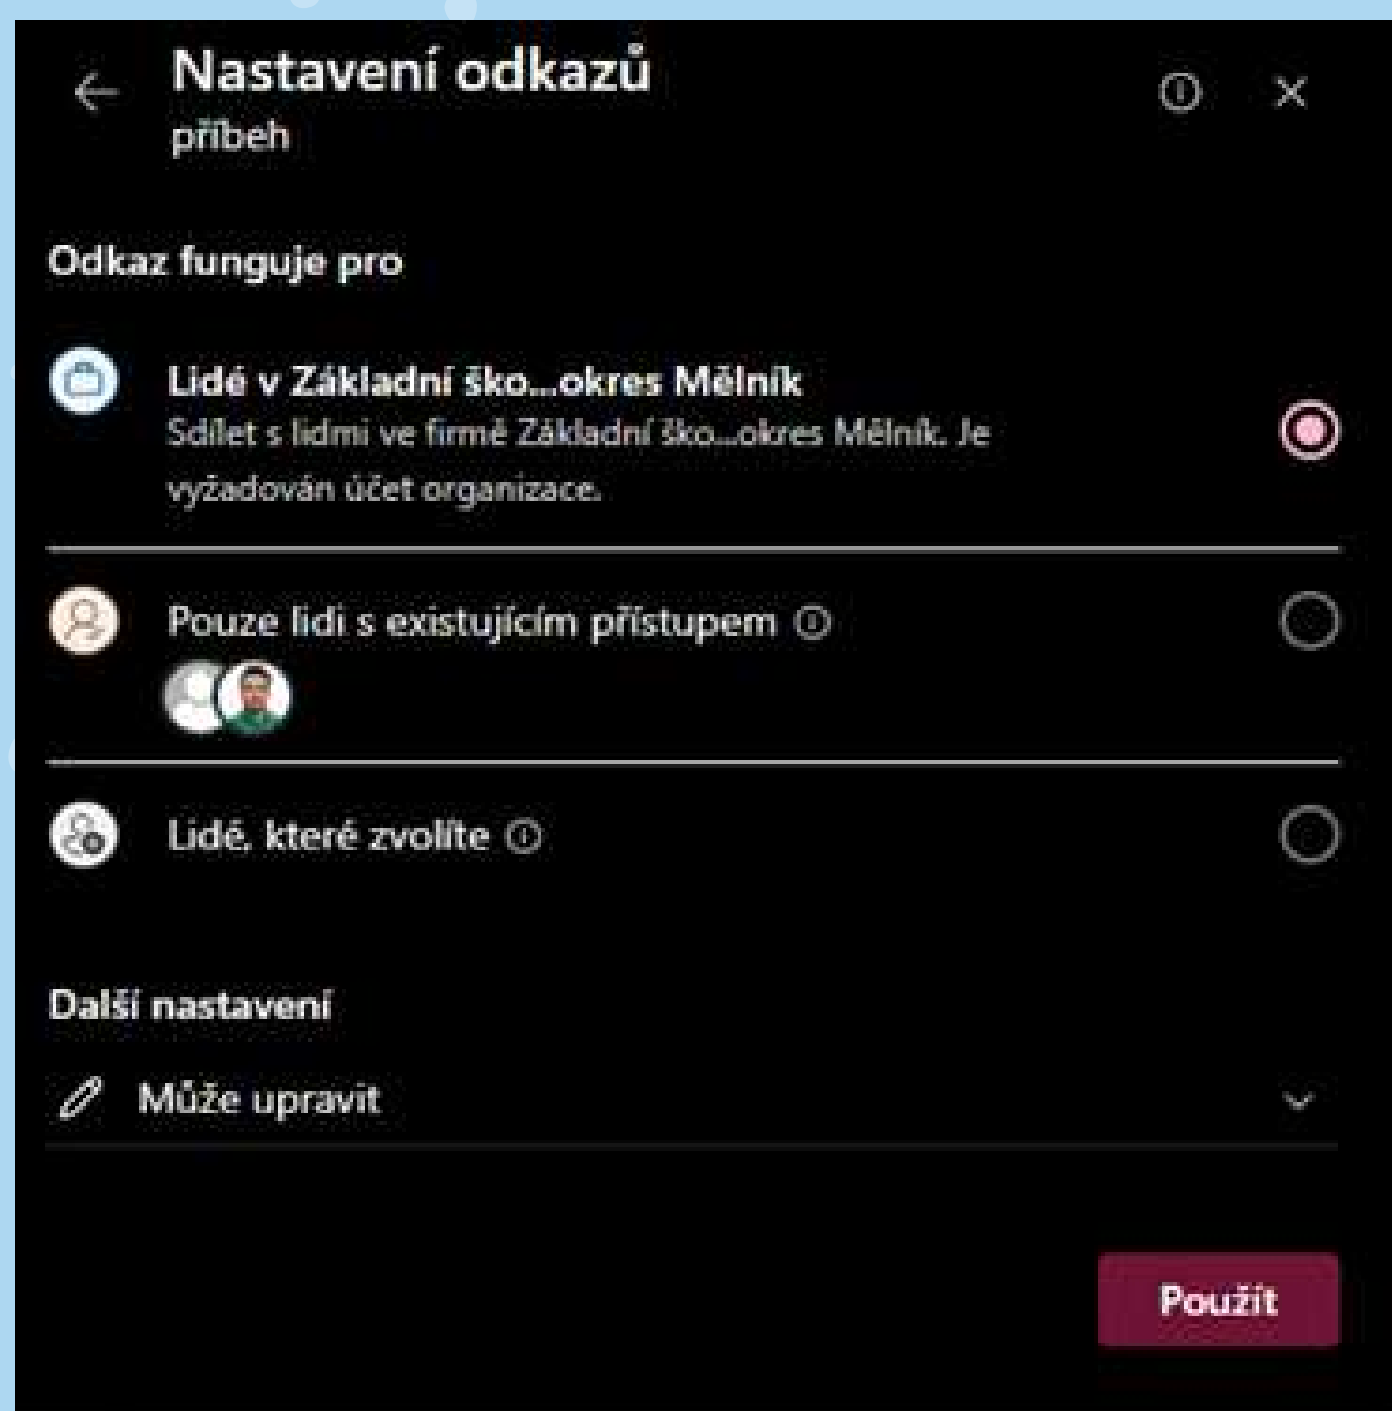 Nastavení odkazů
příbeh
Odkaz funguje pro
Lidé v Základní ško...okres Mělník
Sdílet s lidmi ve firmě Základní ško...okres Mělník. Je
vyžadován účet organizace.
Pouze lidi s existujícím přístupem
Lidé, které zvolíte
Další nastavení
Může upravit
Použít